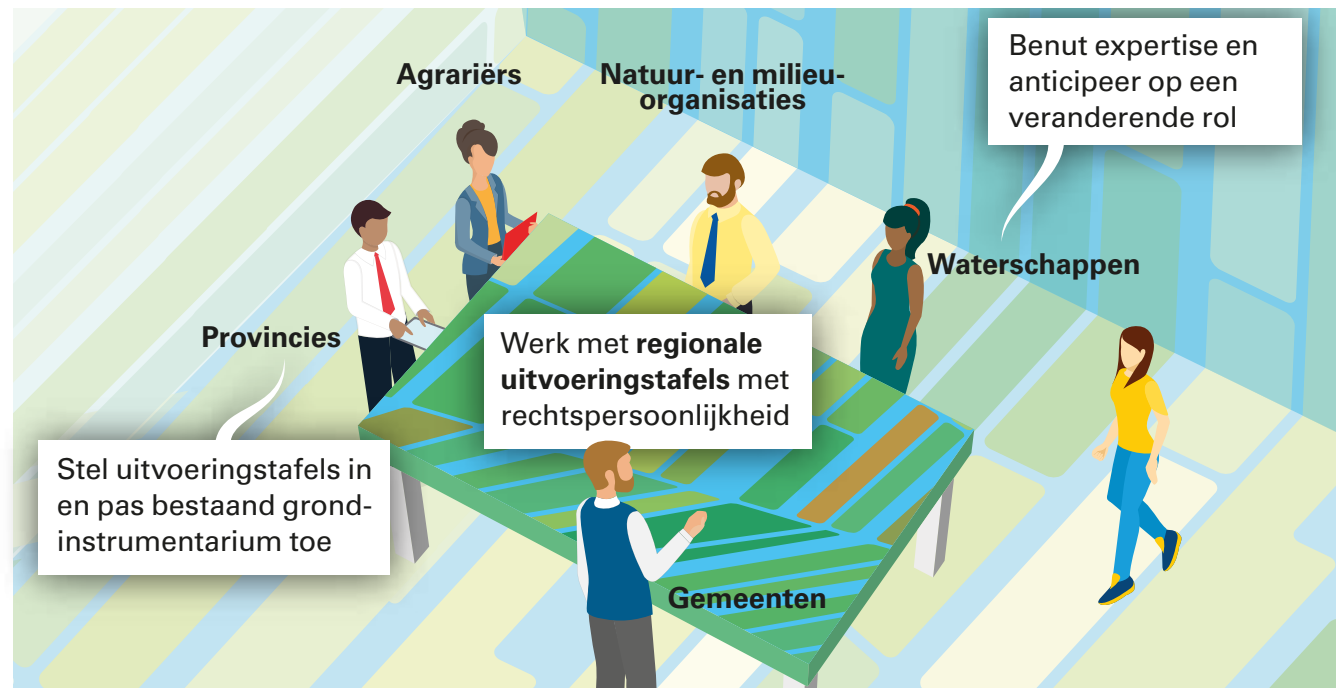 Agrariërs
Natuur- en milieu-
organisaties
Benut expertise en
anticipeer op een
veranderende rol
Waterschappen
Provincies
Werk met regionale
uitvoeringstafels met
rechtspersoonlijkheid
Stel uitvoeringstafels in
en pas bestaand grond-
instrumentarium toe
Gemeenten